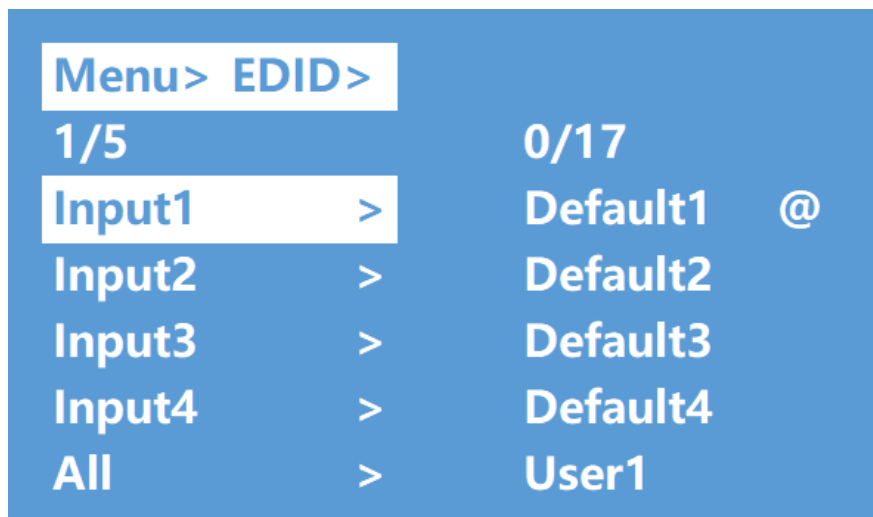 Menu> EDID>
1/5 0/17
Input1 > Default1 @
Input2 > Default2
Input3 > Default3
Input4 > Default4
All > User1